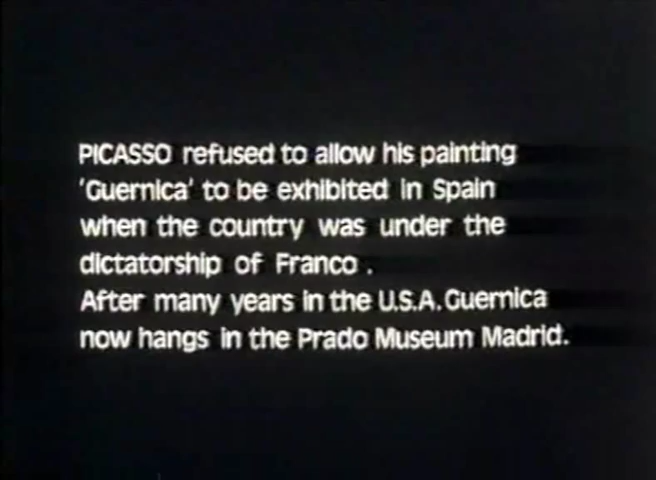 PICASSO refused to allow his painting
'Guernica' to be exhibited in Spain
when the country was under the
dictatorship of Franco .
After many years in the U.S.A. Guernica
now hangs in the Prado Museum Madrid.